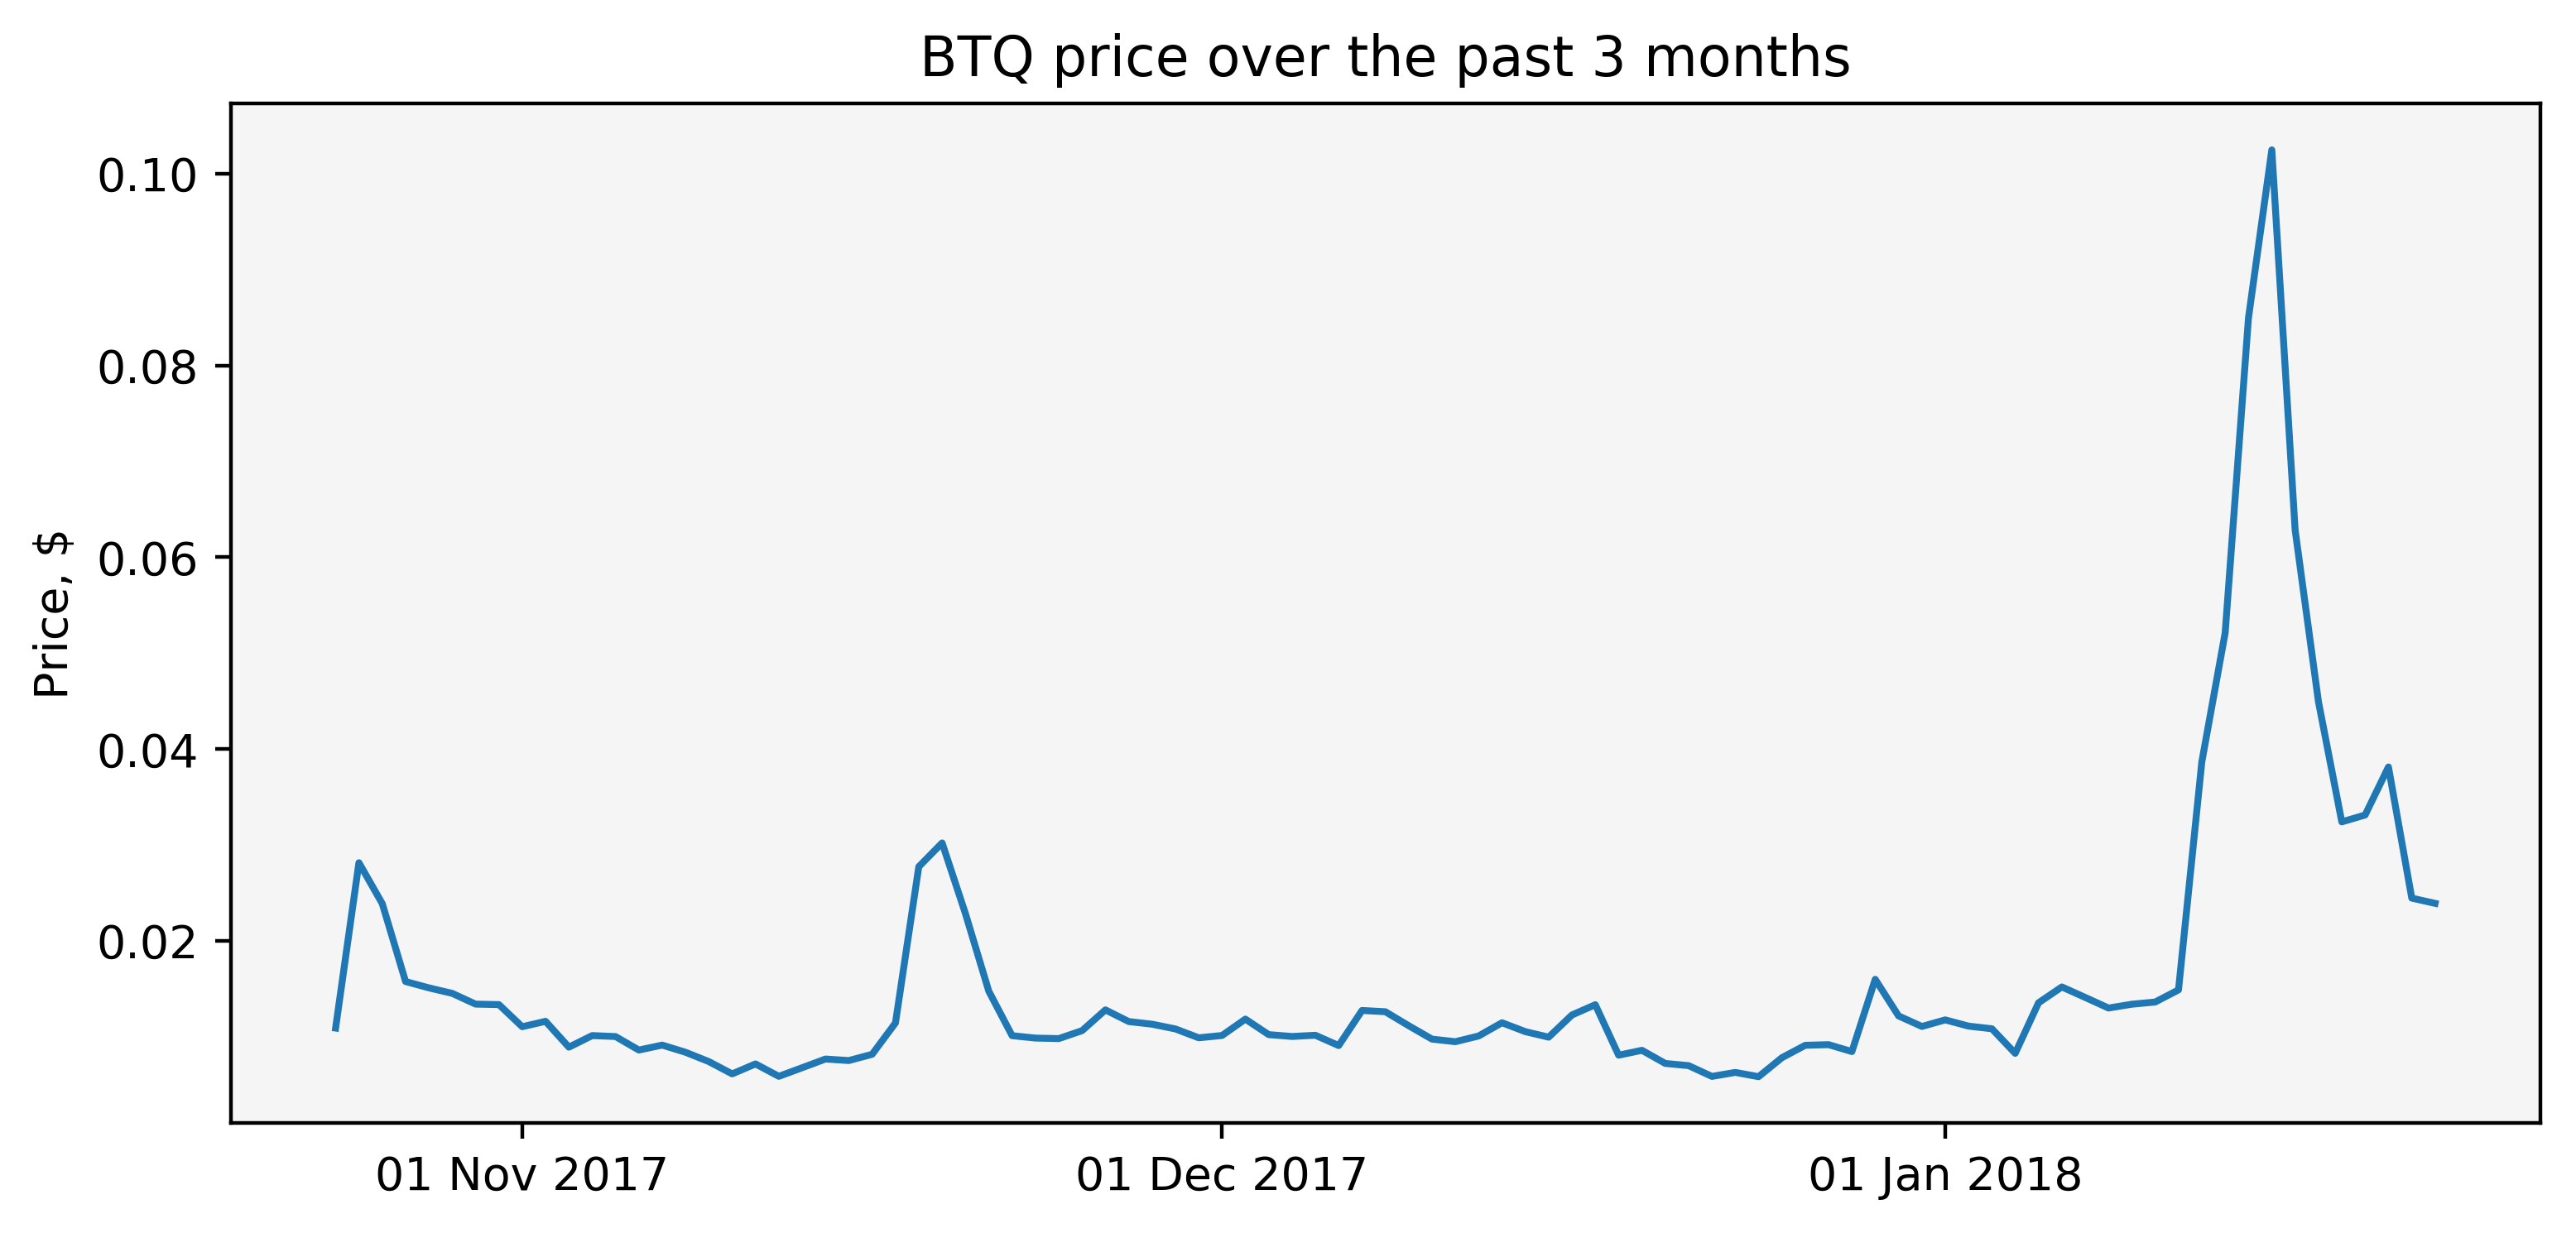 BTQ price over the past 3 months
Price, $
0.10
0.08
0.06
0.04
0.02
01 Nov 2017
01 Dec 2017
01 Jan 2018